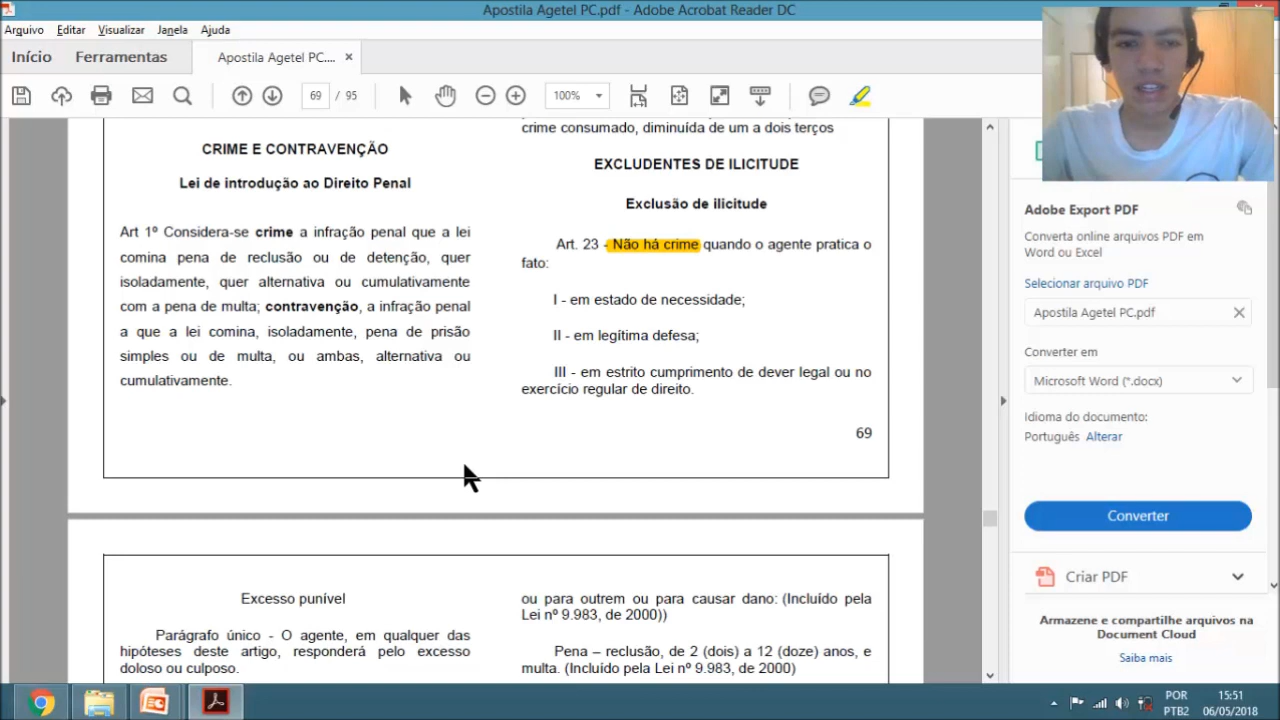 Apostila Agetel PC.pdf - Adobe Acrobat Reader DC
Arquivo Editar Visualizar Janela Ajuda
Início Ferramentas Apostila Agetel PC.... ×
69 / 95 100%
CRIME E CONTRAVENÇÃO
Lei de introdução ao Direito Penal
Art 1º Considera-se crime a infração penal que a lei
comina pena de reclusão ou de detenção, quer
isoladamente, quer alternativa ou cumulativamente
com a pena de multa; contravenção, a infração penal
a que a lei comina, isoladamente, pena de prisão
simples ou de multa, ou ambas, alternativa ou
cumulativamente.
crime consumado, diminuída de um a dois terços
EXCLUDENTES DE ILICITUDE
Exclusão de ilicitude
Art. 23 - Não há crime quando o agente pratica o
fato:
I - em estado de necessidade;
II - em legítima defesa;
III - em estrito cumprimento de dever legal ou no
exercício regular de direito.
69
Excesso punível
Parágrafo único - O agente, em qualquer das
hipóteses deste artigo, responderá pelo excesso
doloso ou culposo.
ou para outrem ou para causar dano: (Incluído pela
Lei nº 9.983, de 2000))
Pena – reclusão, de 2 (dois) a 12 (doze) anos, e
multa. (Incluído pela Lei nº 9.983, de 2000)
Adobe Export PDF
Converta online arquivos PDF em
Word ou Excel
Selecionar arquivo PDF
Apostila Agetel PC.pdf
Converter em
Microsoft Word (*.docx)
Idioma do documento:
Português Alterar
Converter
Criar PDF
Armazene e compartilhe arquivos na
Document Cloud
Saiba mais
POR
PTB2
15:51
06/05/2018